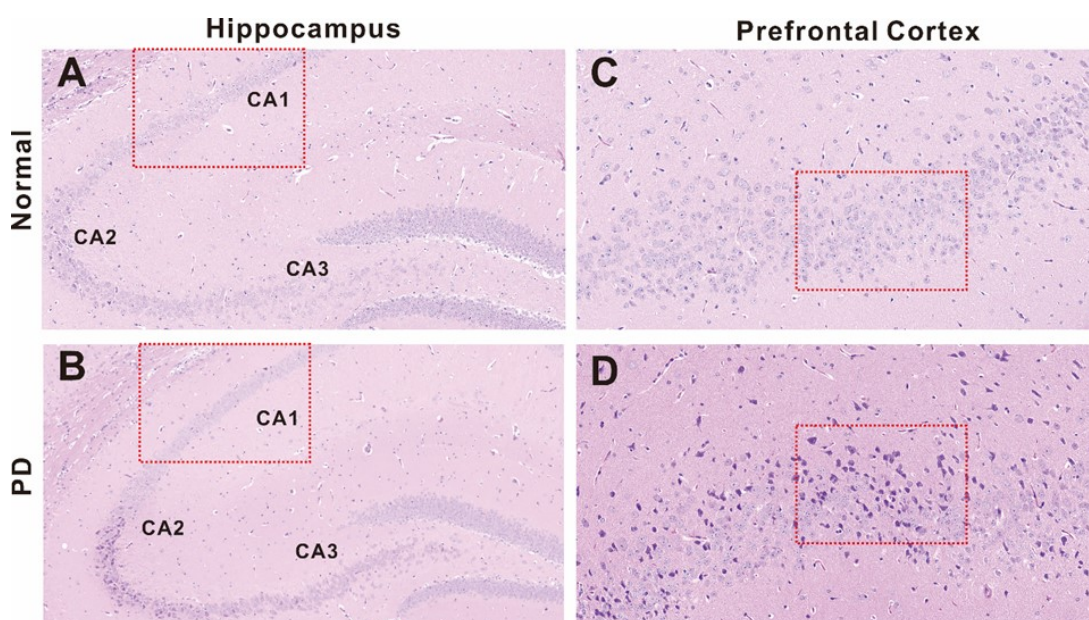 Hippocampus
Prefrontal Cortex
Normal
A
CA1
CA2
CA3
C
PD
B
CA1
CA2
CA3
D